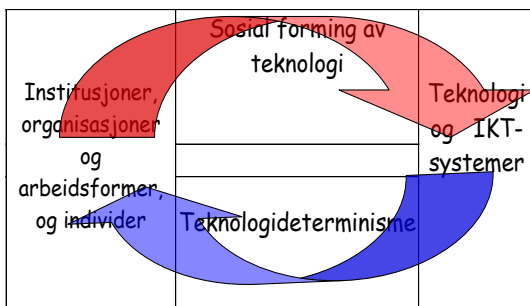 Sosial forming av
teknologi
Institusjoner,
organisasjoner
og
arbeidsformer,
og individer
Teknologi
og IKT-
systemer
Teknologideterminisme